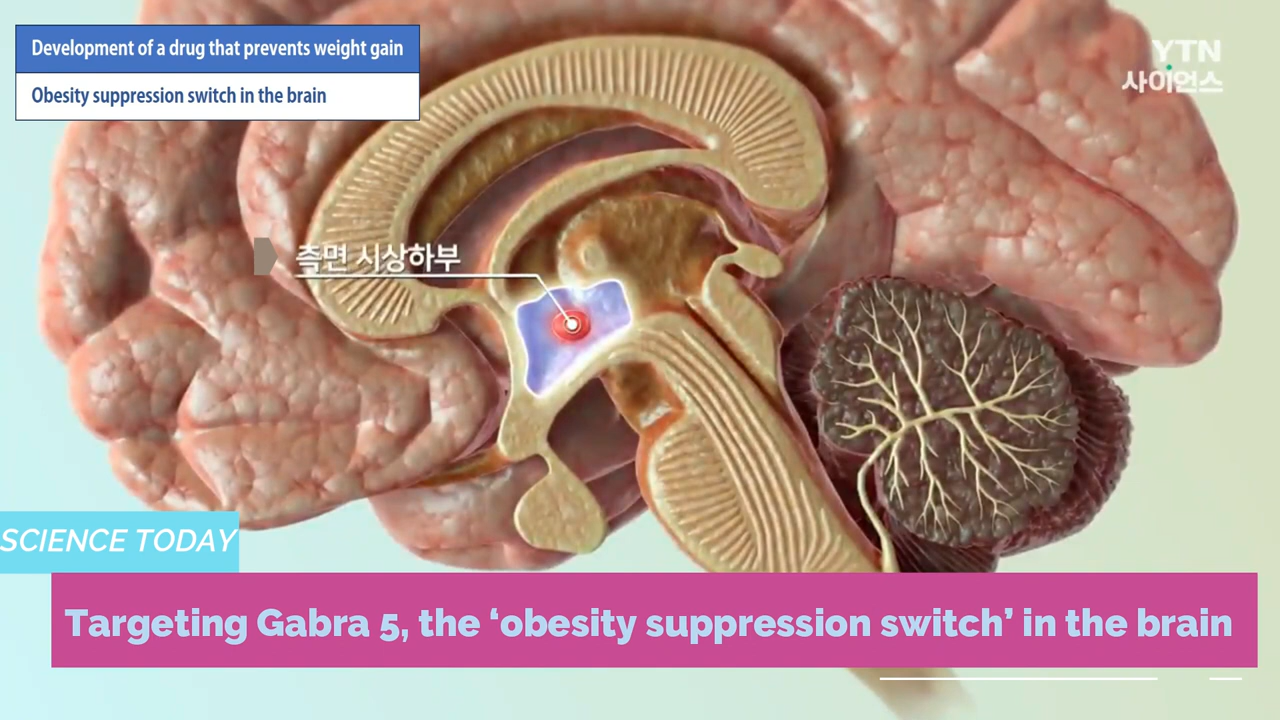 Development of a drug that prevents weight gain
Obesity suppression switch in the brain
YTN
사이언스
측면 시상하부
SCIENCE TODAY
Targeting Gabra 5, the ‘obesity suppression switch’ in the brain